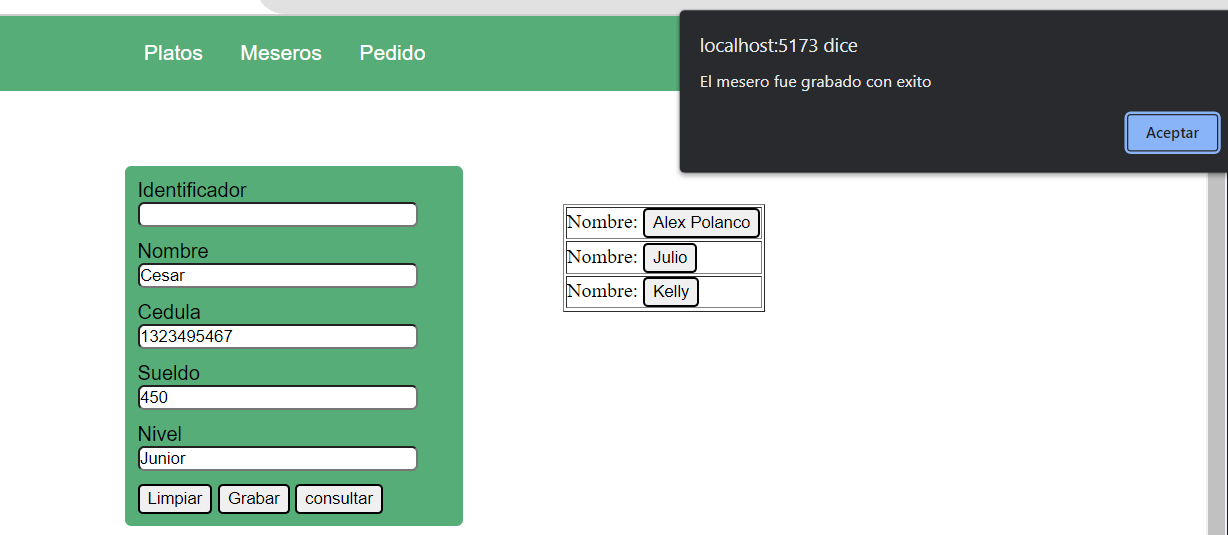 Platos Meseros Pedido
localhost:5173 dice
El mesero fue grabado con exito
Aceptar
Identificador
Nombre
Cesar
Cedula
1323495467
Sueldo
450
Nivel
Junior
Limpiar Grabar consultar
Nombre: Alex Polanco
Nombre: Julio
Nombre: Kelly